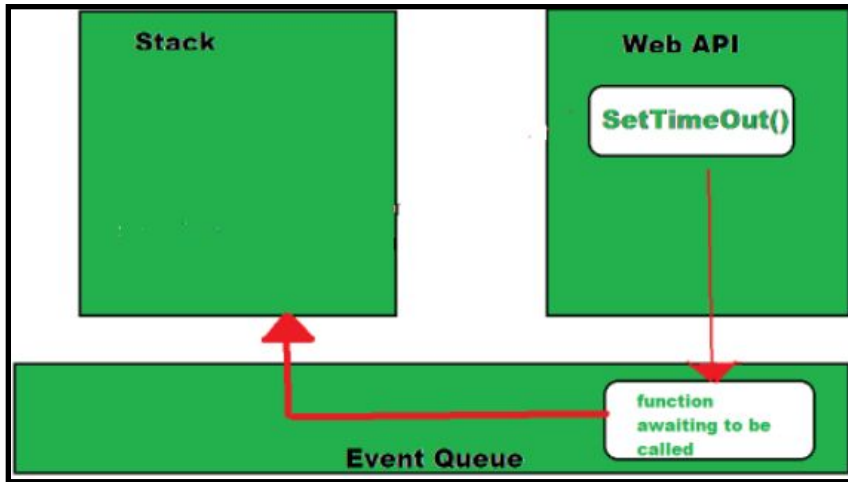 Stack
Web API
SetTimeOut()
function
awaiting to be
called
Event Queue